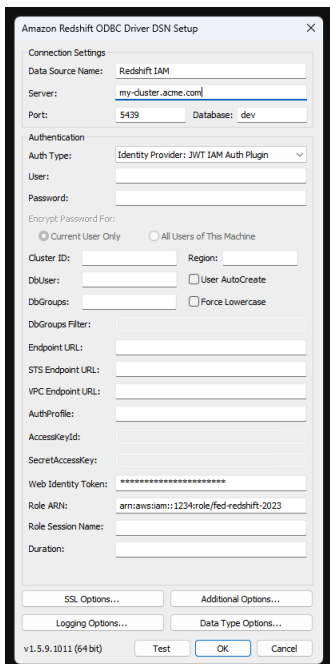 Amazon Redshift ODBC Driver DSN Setup
Connection Settings
Data Source Name: Redshift IAM
Server: my-cluster.acme.com
Port: 5439 Database: dev
Authentication
Auth Type: Identity Provider: JWT IAM Auth Plugin
User:
Password:
Encrypt Password For:
Current User Only All Users of This Machine
Cluster ID: Region:
DbUser: User AutoCreate
DbGroups: Force Lowercase
DbGroups Filter:
Endpoint URL:
STS Endpoint URL:
VPC Endpoint URL:
AuthProfile:
AccessKeyId:
SecretAccessKey:
Web Identity Token: ***********************
Role ARN: arn:aws:iam::1234:role/fed-redshift-2023
Role Session Name:
Duration:
SSL Options... Additional Options...
Logging Options... Data Type Options...
v1.5.9.1011 (64 bit) Test OK Cancel